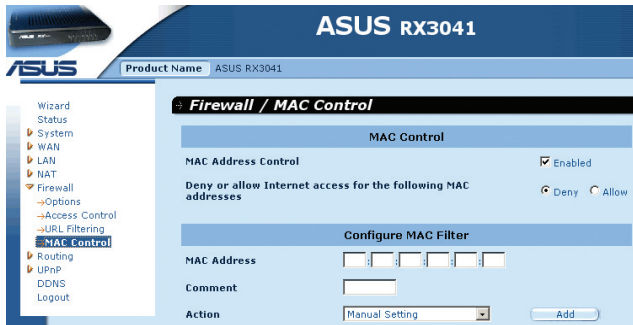 ASUS RX3041
ASUS
Product Name ASUS RX3041
Wizard
Status
System
WAN
LAN
NAT
Firewall
→Options
→Access Control
→URL Filtering
→MAC Control
Routing
UPnP
DDNS
Logout
Firewall / MAC Control
MAC Control
MAC Address Control Enabled
Deny or allow Internet access for the following MAC
addresses
Deny Allow
Configure MAC Filter
MAC Address : : : : :
Comment
Action Manual Setting Add